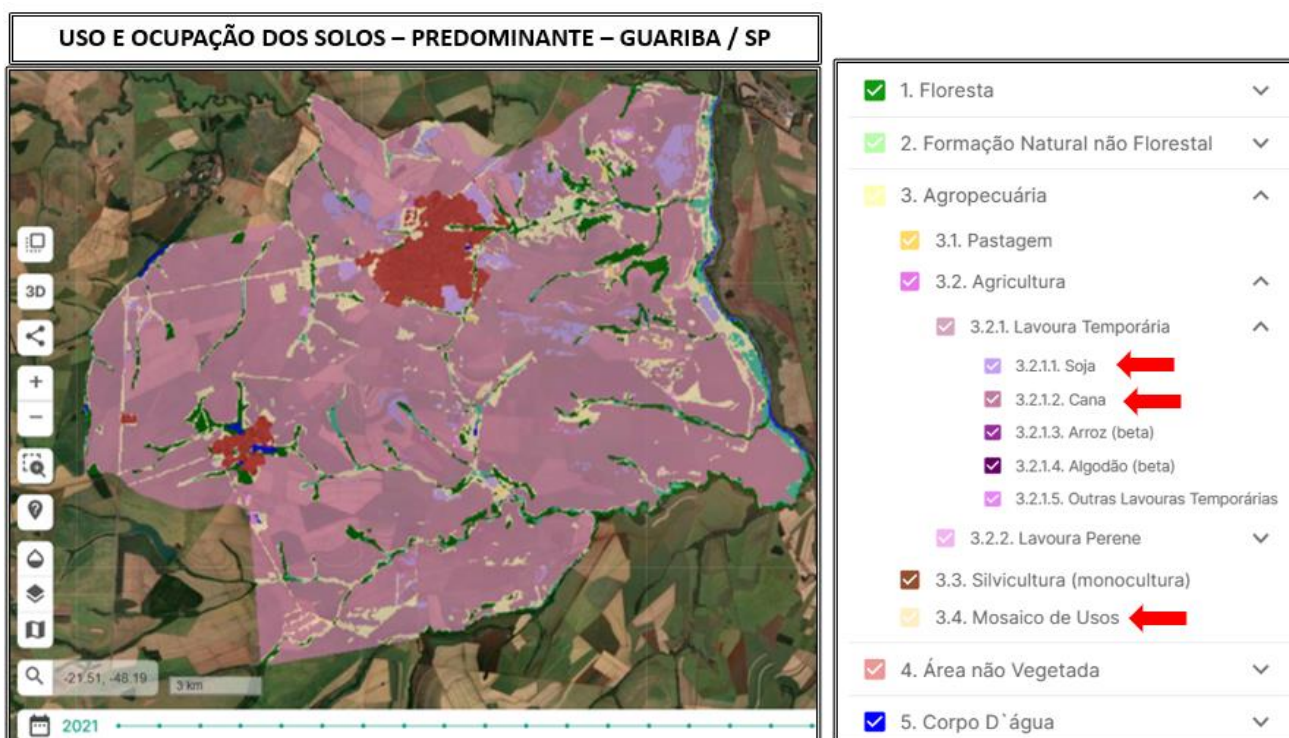 USO E OCUPAÇÃO DOS SOLOS – PREDOMINANTE – GUARIBA / SP
3D
+
−
-21.51, -48.19
3 km
2021
1. Floresta
2. Formação Natural não Florestal
3. Agropecuária
3.1. Pastagem
3.2. Agricultura
3.2.1. Lavoura Temporária
3.2.1.1. Soja
3.2.1.2. Cana
3.2.1.3. Arroz (beta)
3.2.1.4. Algodão (beta)
3.2.1.5. Outras Lavouras Temporárias
3.2.2. Lavoura Perene
3.3. Silvicultura (monocultura)
3.4. Mosaico de Usos
4. Área não Vegetada
5. Corpo D`água